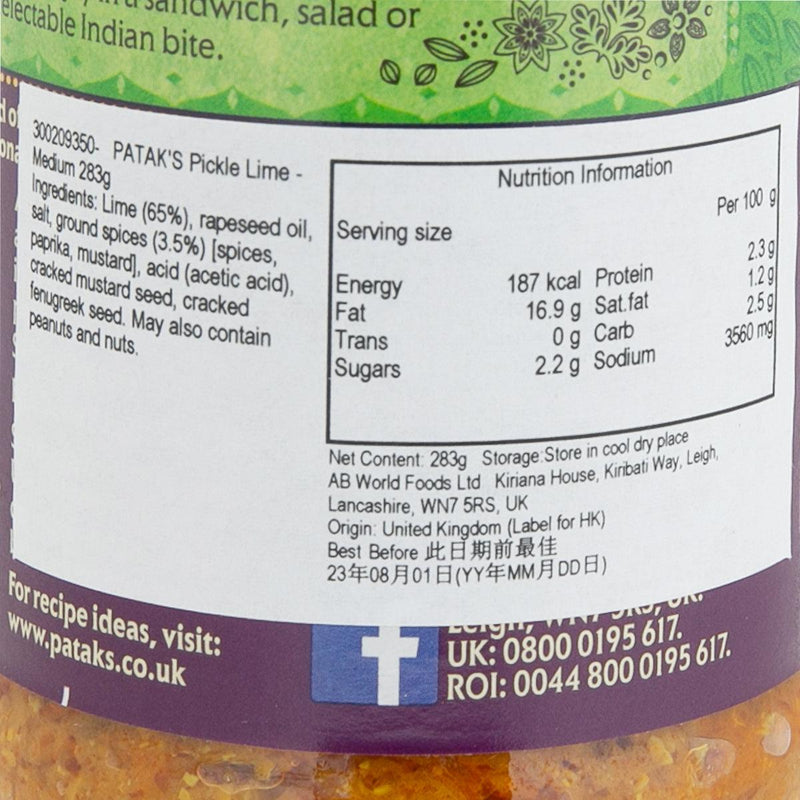 sandwich, salad or
electable Indian bite.
300209350- PATAK'S Pickle Lime -
Medium 283g
Ingredients: Lime (65%), rapeseed oil,
salt, ground spices (3.5%) [spices,
paprika, mustard], acid (acetic acid),
cracked mustard seed, cracked
fenugreek seed. May also contain
peanuts and nuts.
Nutrition Information
Per 100 g
Serving size
Energy 187 kcal Protein 2.3 g
Fat 16.9 g Sat.fat 1.2 g
Trans 0 g Carb 2.5 g
Sugars 2.2 g Sodium 3560 mg
Net Content: 283g Storage:Store in cool dry place
AB World Foods Ltd Kiriana House, Kiribati Way, Leigh,
Lancashire, WN7 5RS, UK
Origin: United Kingdom (Label for HK)
Best Before 此日期前最佳
23年08月01日(YY年MM月DD日)
For recipe ideas, visit:
www.pataks.co.uk
f
Leigh, WN7 5RS, UK.
UK: 0800 0195 617.
ROI: 0044 800 0195 617.